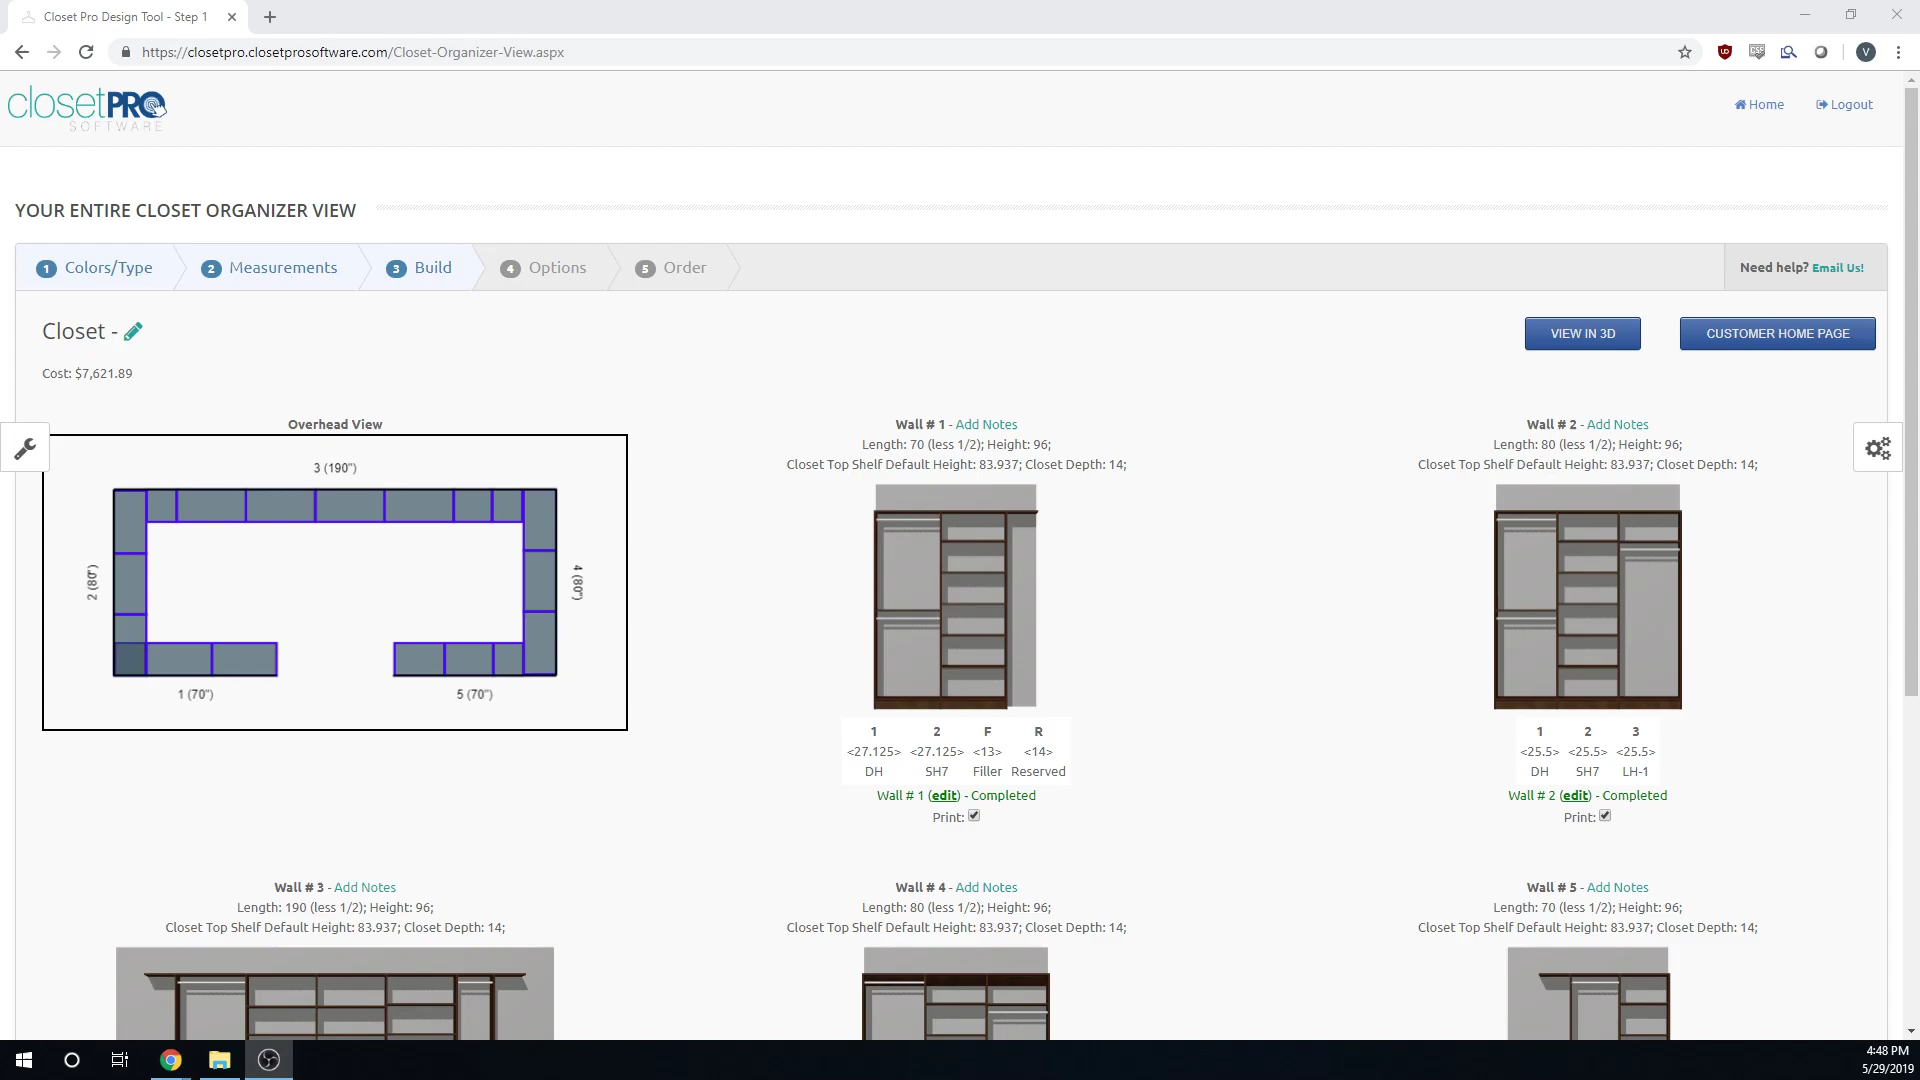 Closet Pro Design Tool - Step 1
https://closetpro.closetprosoftware.com/Closet-Organizer-View.aspx
V
closetPRO
SOFTWARE
Home
Logout
YOUR ENTIRE CLOSET ORGANIZER VIEW
1 Colors/Type
2 Measurements
3 Build
4 Options
5 Order
Need help? Email Us!
Closet -
VIEW IN 3D
CUSTOMER HOME PAGE
Cost: $7,621.89
Overhead View
3 (190")
2 (80")
4 (80")
1 (70")
5 (70")
Wall # 1 - Add Notes
Length: 70 (less 1/2); Height: 96;
Closet Top Shelf Default Height: 83.937; Closet Depth: 14;
1 2 F R
<27.125> <27.125> <13> <14>
DH SH7 Filler Reserved
Wall # 1 (edit) - Completed
Print:
Wall # 2 - Add Notes
Length: 80 (less 1/2); Height: 96;
Closet Top Shelf Default Height: 83.937; Closet Depth: 14;
1 2 3
<25.5> <25.5> <25.5>
DH SH7 LH-1
Wall # 2 (edit) - Completed
Print:
Wall # 3 - Add Notes
Length: 190 (less 1/2); Height: 96;
Closet Top Shelf Default Height: 83.937; Closet Depth: 14;
Wall # 4 - Add Notes
Length: 80 (less 1/2); Height: 96;
Closet Top Shelf Default Height: 83.937; Closet Depth: 14;
Wall # 5 - Add Notes
Length: 70 (less 1/2); Height: 96;
Closet Top Shelf Default Height: 83.937; Closet Depth: 14;
4:48 PM
5/29/2019